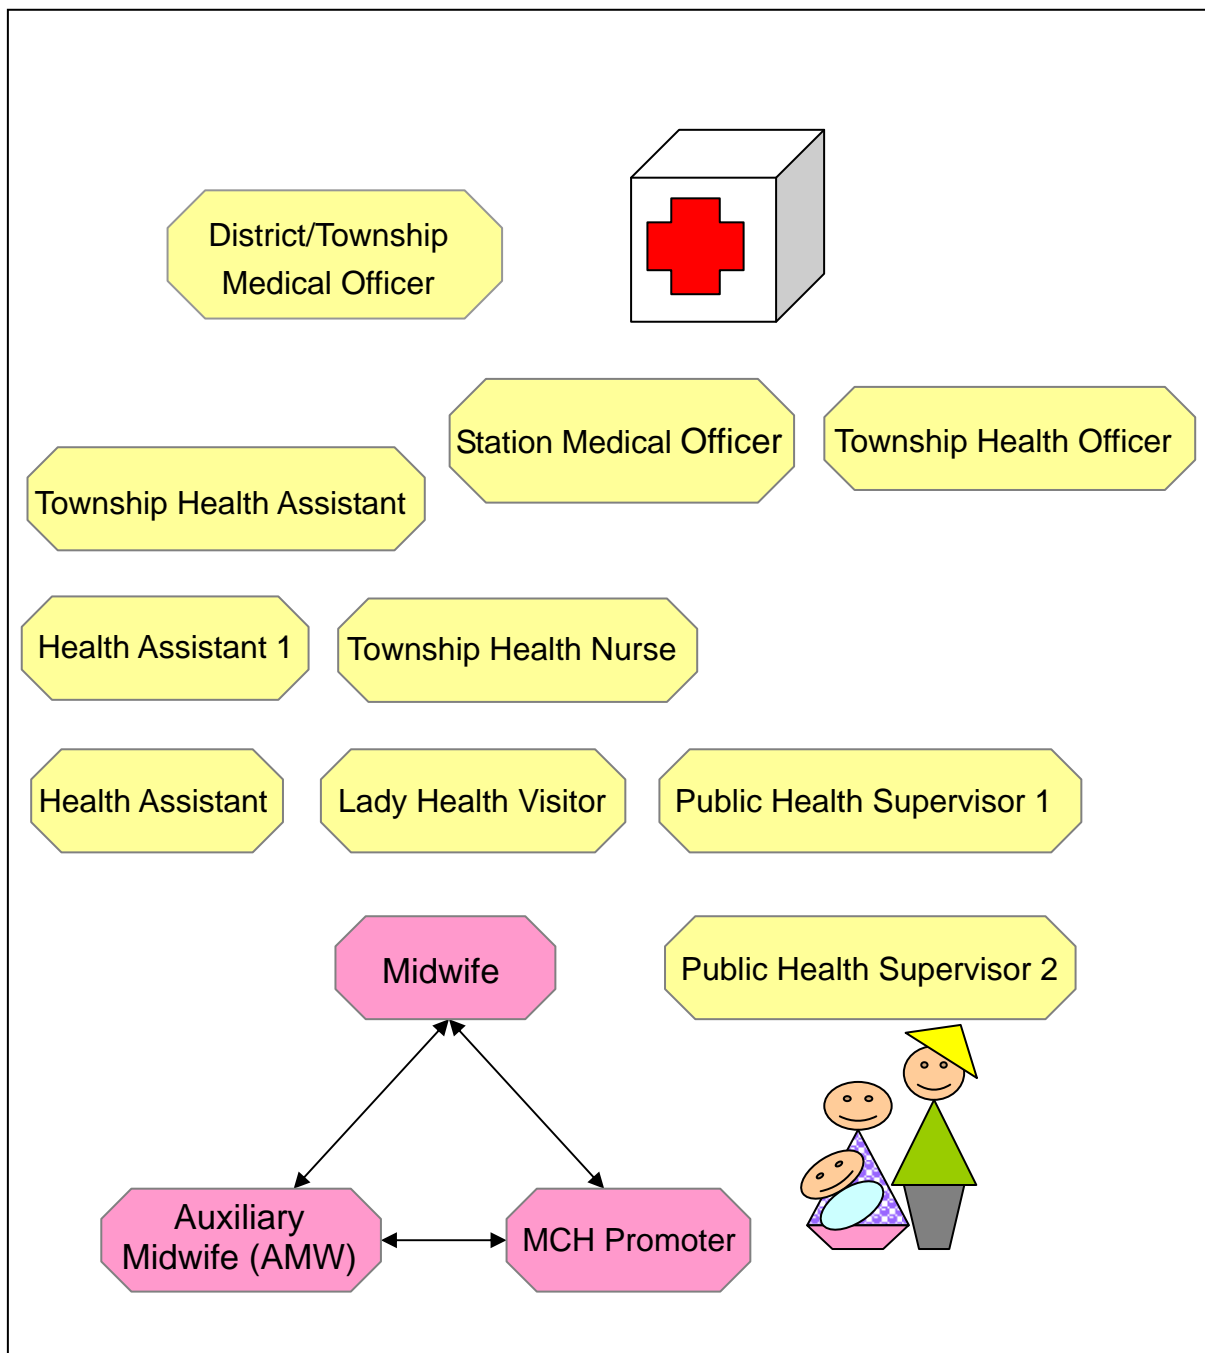 District/Township
Medical Officer
Station Medical Officer
Township Health Officer
Township Health Assistant
Health Assistant 1
Township Health Nurse
Health Assistant
Lady Health Visitor
Public Health Supervisor 1
Midwife
Public Health Supervisor 2
Auxiliary
Midwife (AMW)
MCH Promoter